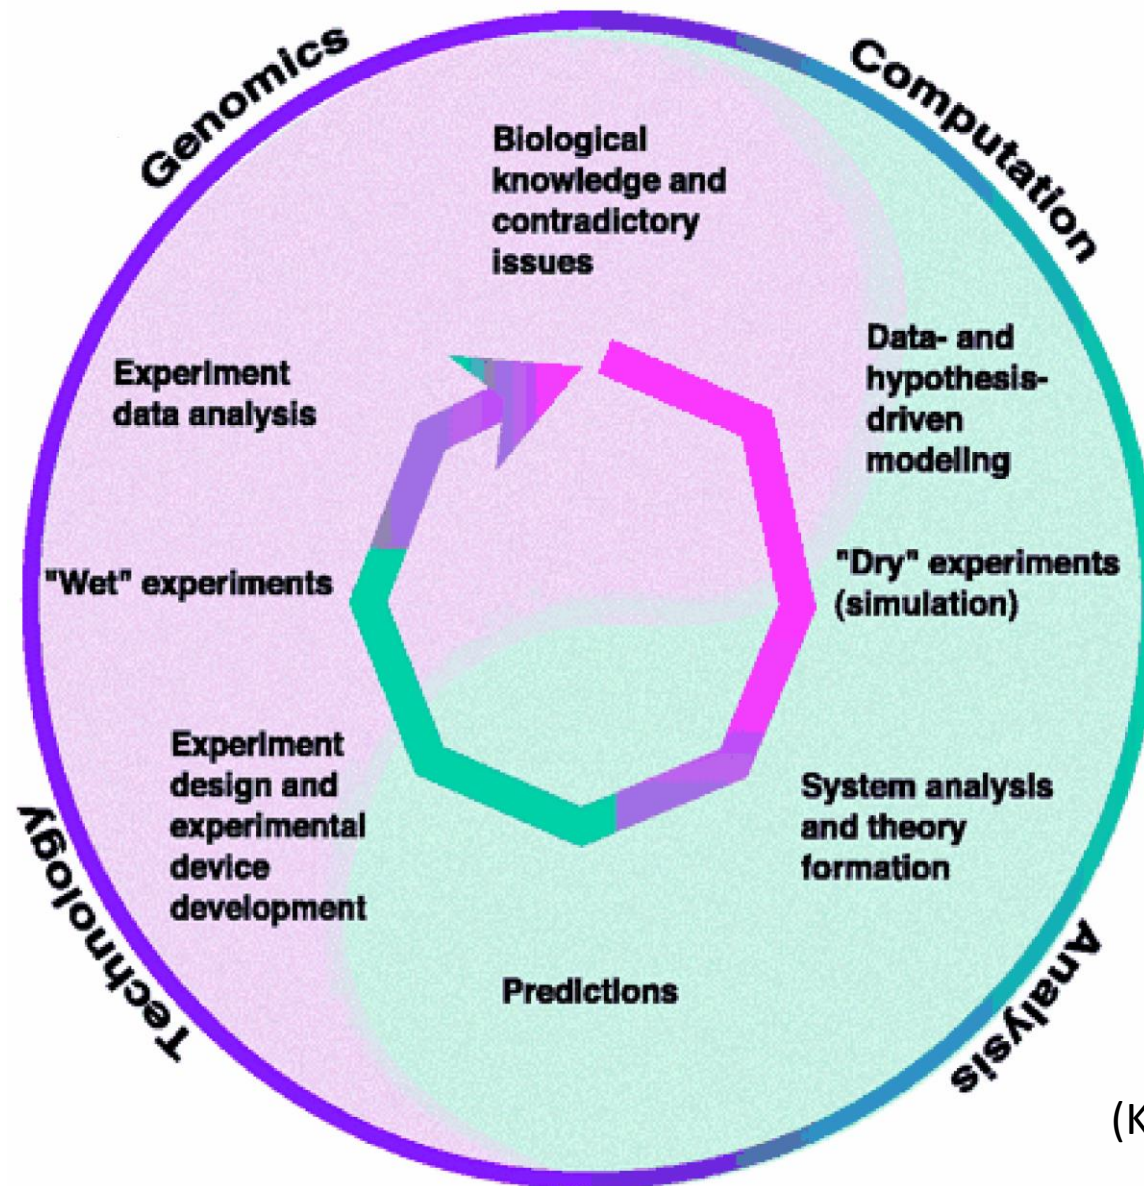 Genomics
Computation
Biological
knowledge and
contradictory
issues
Data- and
hypothesis-
driven
modeling
"Dry" experiments
(simulation)
System analysis
and theory
formation
Analysis
Predictions
Technology
Experiment
design and
experimental
device
development
"Wet" experiments
Experiment
data analysis
(K